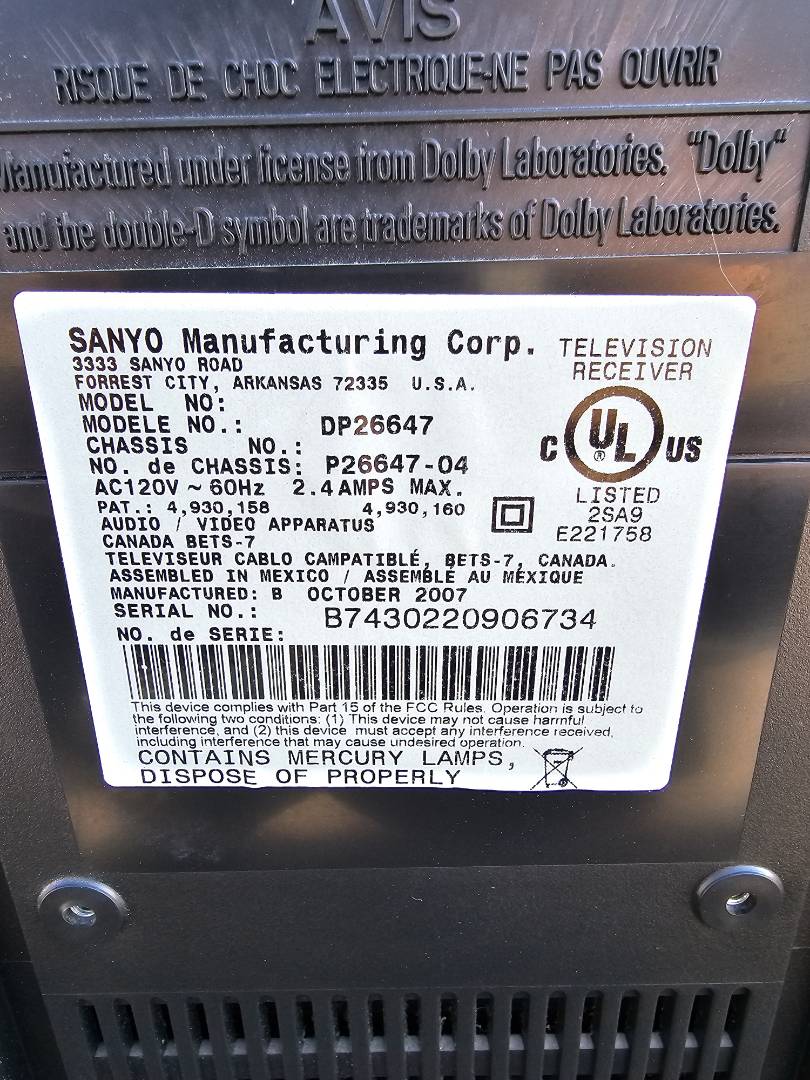 AVIS
RISQUE DE CHOC ELECTRIQUE-NE PAS OUVRIR
Manufactured under license from Dolby Laboratories. "Dolby"
and the double-D symbol are trademarks of Dolby Laboratories.
SANYO Manufacturing Corp.
3333 SANYO ROAD
FORREST CITY, ARKANSAS 72335 U.S.A.
TELEVISION
RECEIVER
MODEL NO:
MODELE NO.: DP26647
CHASSIS NO.:
NO. de CHASSIS: P26647-04
AC120V ~ 60Hz 2.4AMPS MAX.
PAT.: 4,930,158 4,930,160
AUDIO / VIDEO APPARATUS
CANADA BETS-7
C UL ® US
LISTED
2SA9
E221758
TELEVISEUR CABLO CAMPATIBLÉ, BETS-7, CANADA.
ASSEMBLED IN MEXICO / ASSEMBLÉ AU MÉXIQUE
MANUFACTURED: B OCTOBER 2007
SERIAL NO.: B7430220906734
NO. de SERIE:
This device complies with Part 15 of the FCC Rules. Operation is subject to
the following two conditions: (1) This device may not cause harmful
interference, and (2) this device must accept any interference received,
including interference that may cause undesired operation.
CONTAINS MERCURY LAMPS,
DISPOSE OF PROPERLY